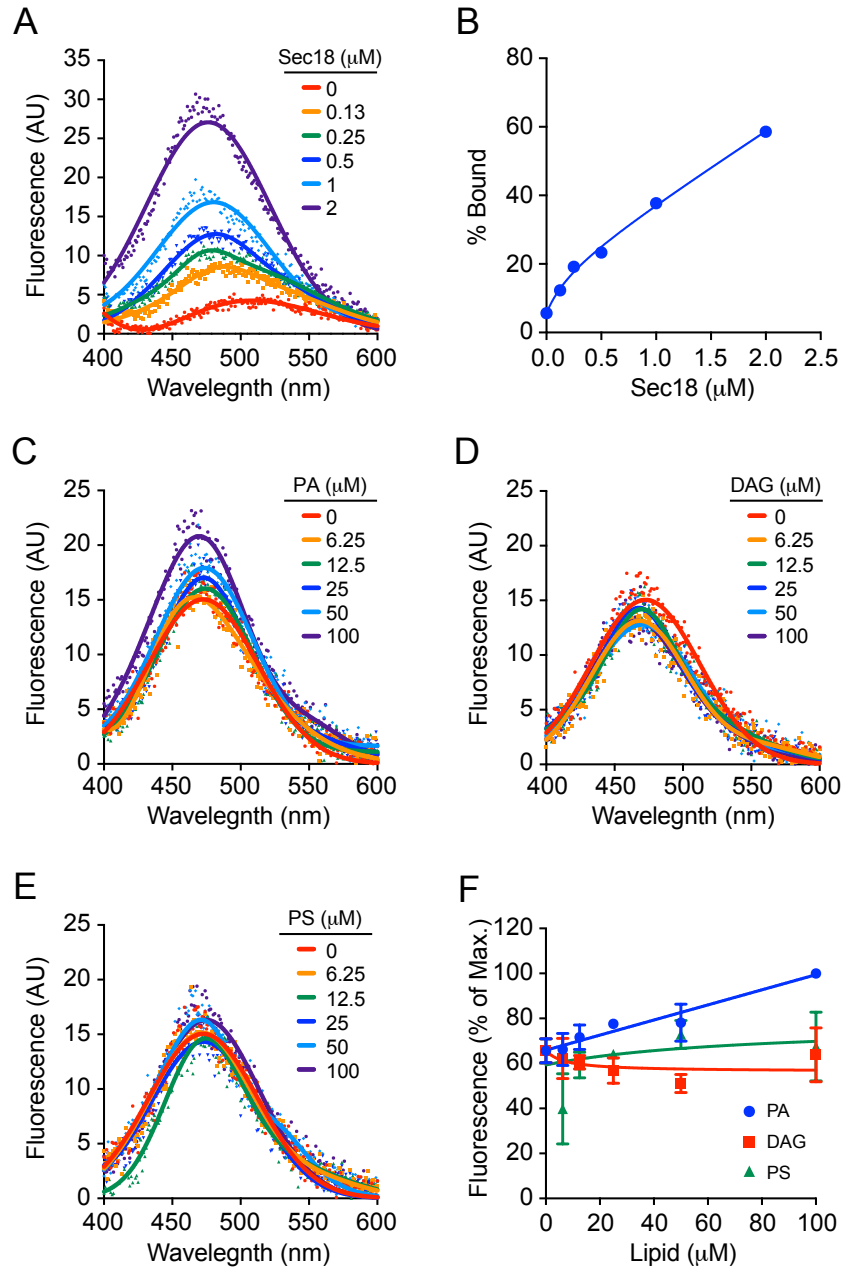 A
Fluorescence (AU)
35
30
25
20
15
10
5
0
400 450 500 550 600
Wavelegnth (nm)
Sec18 (μM)
0
0.13
0.25
0.5
1
2
B
% Bound
80
60
40
20
0
0.0 0.5 1.0 1.5 2.0 2.5
Sec18 (μM)
C
Fluorescence (AU)
25
20
15
10
5
0
400 450 500 550 600
Wavelegnth (nm)
PA (μM)
0
6.25
12.5
25
50
100
D
Fluorescence (AU)
25
20
15
10
5
0
400 450 500 550 600
Wavelegnth (nm)
DAG (μM)
0
6.25
12.5
25
50
100
E
Fluorescence (AU)
25
20
15
10
5
0
400 450 500 550 600
Wavelegnth (nm)
PS (μM)
0
6.25
12.5
25
50
100
F
Fluorescence (% of Max.)
120
100
80
60
40
20
0
0 20 40 60 80 100
Lipid (μM)
PA
DAG
PS